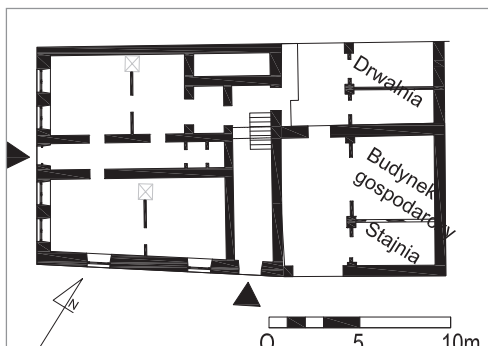 Drwalnia
Budynek
gospodarczy
Stajnia
N
0 5 10m